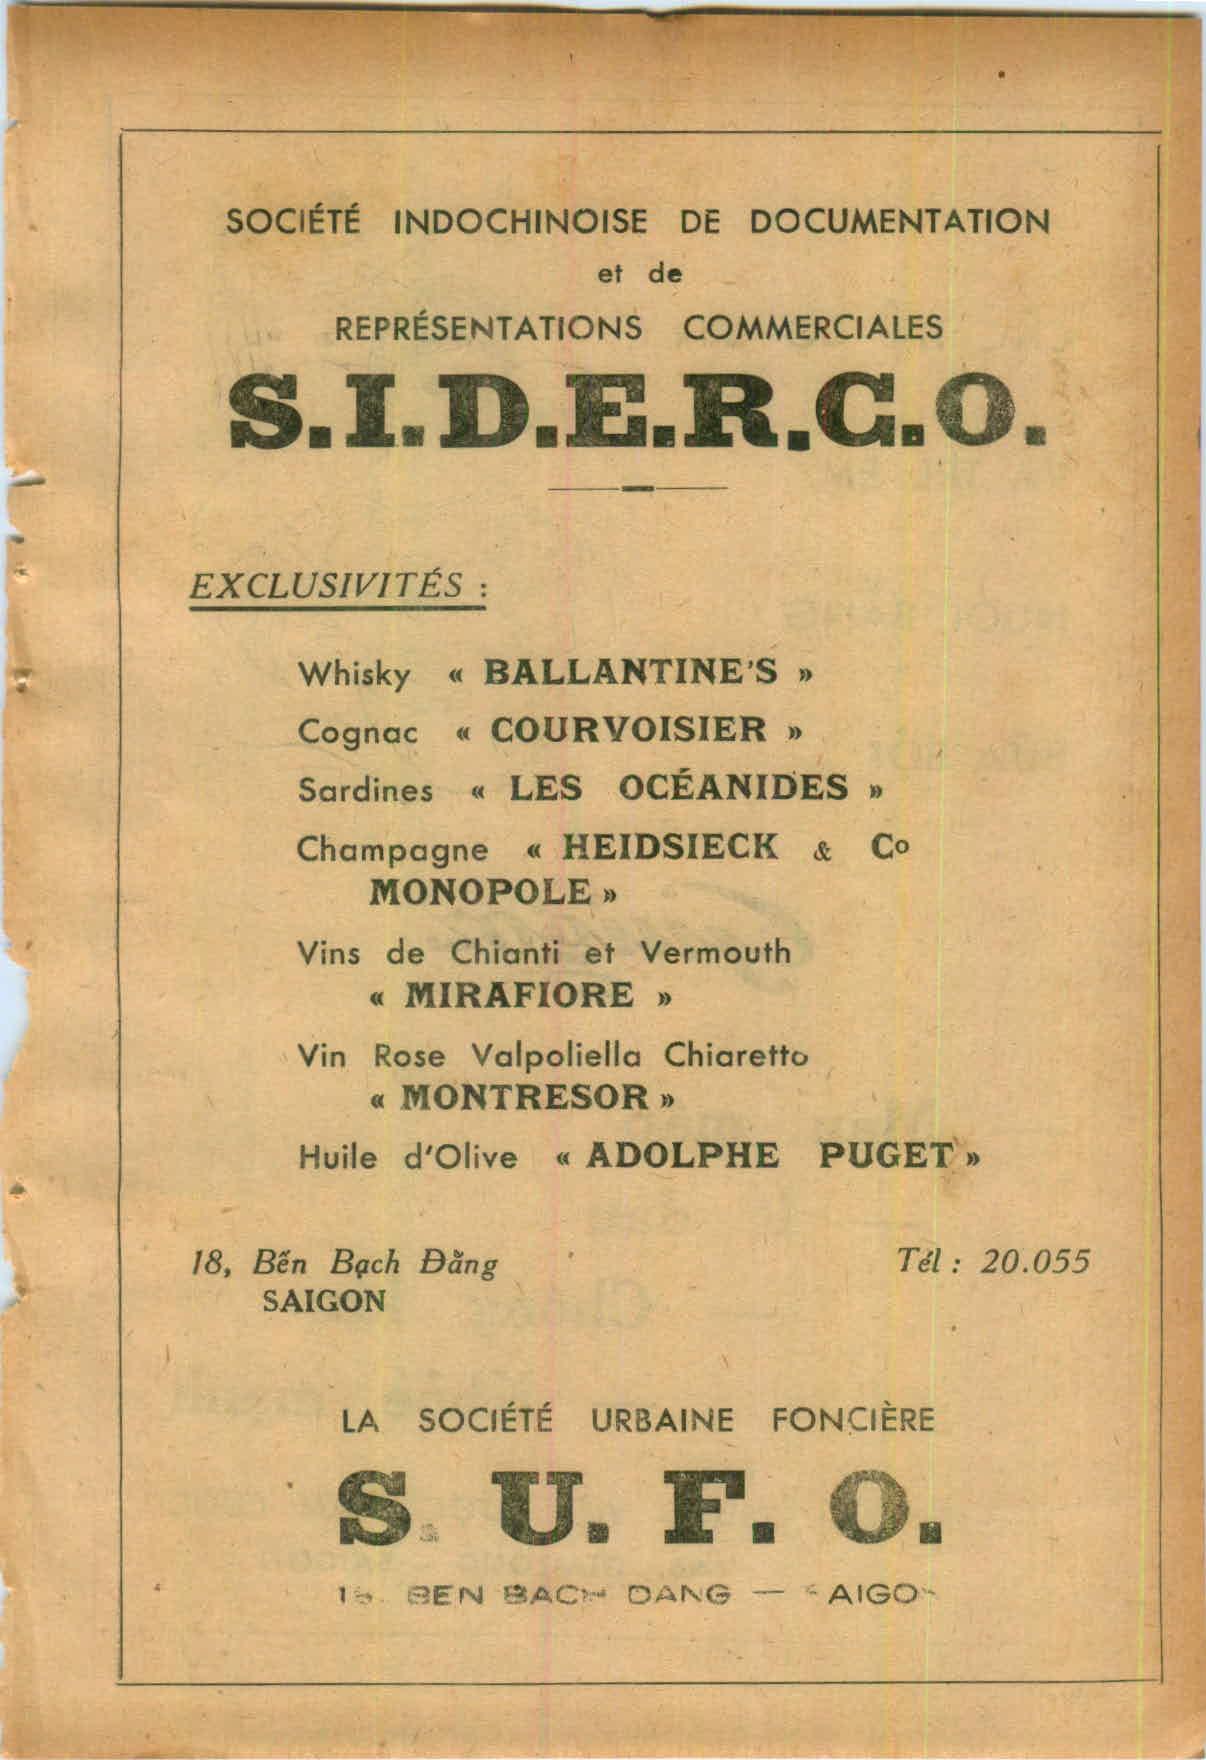 SOCIÉTÉ INDOCHINOISE DE DOCUMENTATION
et de
REPRÉSENTATIONS COMMERCIALES
S.I.D.E.R.C.O.
EXCLUSIVITÉS :
Whisky « BALLANTINE'S »
Cognac « COURVOISIER »
Sardines « LES OCÉANIDES »
Champagne « HEIDSIECK & Co
MONOPOLE »
Vins de Chianti et Vermouth
« MIRAFIORE »
Vin Rose Valpoliella Chiaretto
« MONTRESOR »
Huile d'Olive « ADOLPHE PUGET »
18, Bến Bạch Đằng Tél : 20.055
SAIGON
LA SOCIÉTÉ URBAINE FONCIÈRE
S. U. F. O.
BEN BACH DANG —